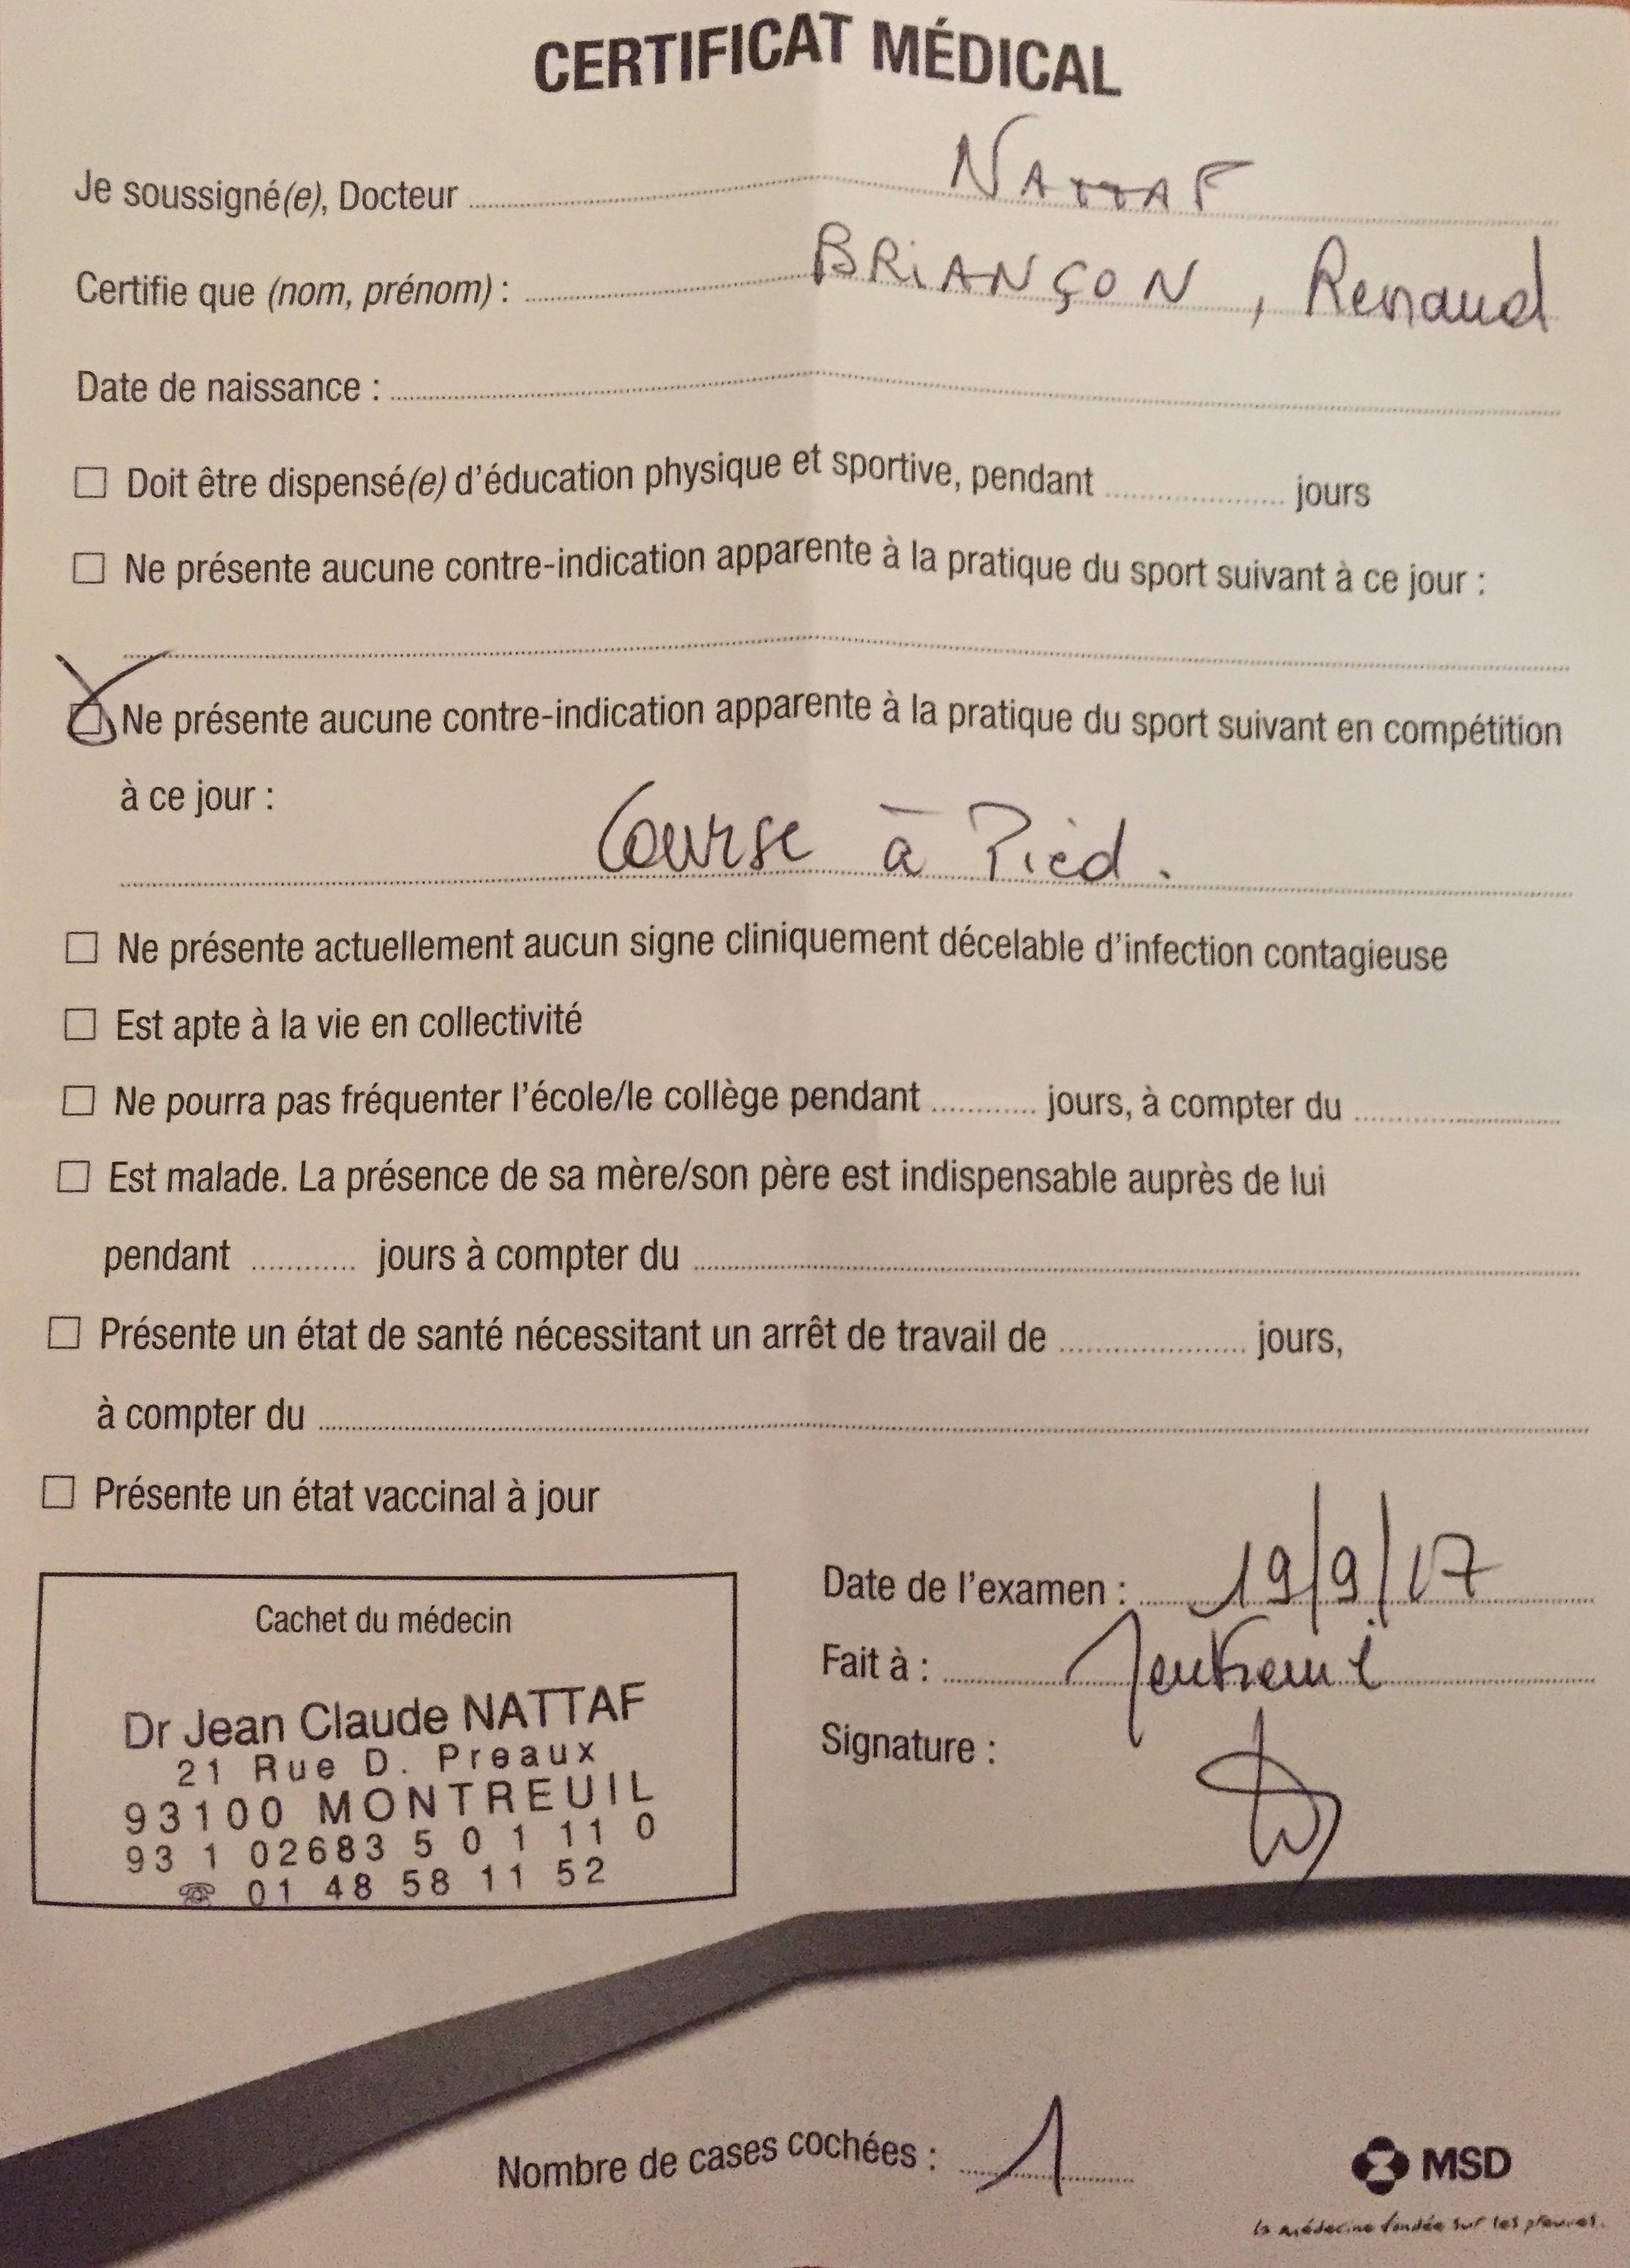 CERTIFICAT MÉDICAL
Je soussigné(e), Docteur NATTAF
Certifie que (nom, prénom) : BRIANÇON, Renaud
Date de naissance :
Doit être dispensé(e) d'éducation physique et sportive, pendant jours
Ne présente aucune contre-indication apparente à la pratique du sport suivant à ce jour :
Ne présente aucune contre-indication apparente à la pratique du sport suivant en compétition
à ce jour :
Course à Pied.
Ne présente actuellement aucun signe cliniquement décelable d'infection contagieuse
Est apte à la vie en collectivité
Ne pourra pas fréquenter l'école/le collège pendant jours, à compter du
Est malade. La présence de sa mère/son père est indispensable auprès de lui
pendant jours à compter du
Présente un état de santé nécessitant un arrêt de travail de jours,
à compter du
Présente un état vaccinal à jour
Date de l'examen : 19/9/17
Fait à :
Signature :
Cachet du médecin
Dr Jean Claude NATTAF
21 Rue D. Preaux
93100 MONTREUIL
93 1 02683 5 0 1 11 0
☏ 01 48 58 11 52
Nombre de cases cochées : 1
MSD
la médecine fondée sur les preuves.